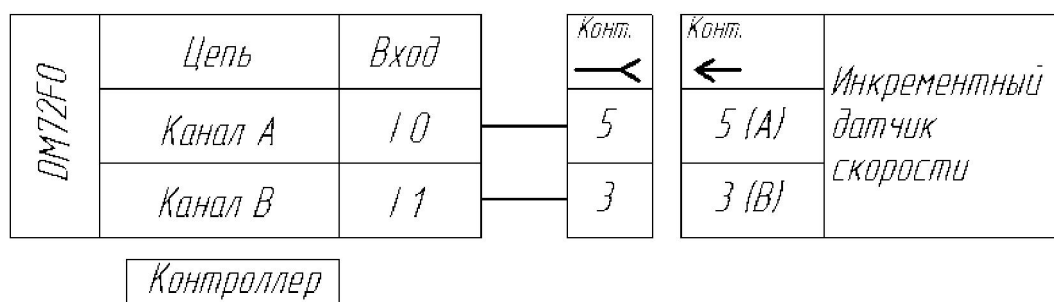 DM72F0
Цепь
Вход
Конт.
Конт.
Канал А
I 0
5
5 (А)
Канал В
I 1
3
3 (В)
Инкрементный
датчик
скорости
Контроллер